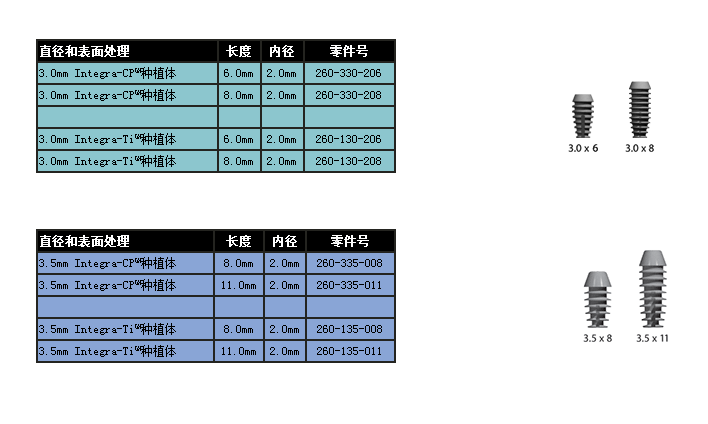 直径和表面处理 长度 内径 零件号
3.0mm Integra-CP™种植体 6.0mm 2.0mm 260-330-206
3.0mm Integra-CP™种植体 8.0mm 2.0mm 260-330-208
3.0mm Integra-Ti™种植体 6.0mm 2.0mm 260-130-206
3.0mm Integra-Ti™种植体 8.0mm 2.0mm 260-130-208
3.0 x 6 3.0 x 8
直径和表面处理 长度 内径 零件号
3.5mm Integra-CP™种植体 8.0mm 2.0mm 260-335-008
3.5mm Integra-CP™种植体 11.0mm 2.0mm 260-335-011
3.5mm Integra-Ti™种植体 8.0mm 2.0mm 260-135-008
3.5mm Integra-Ti™种植体 11.0mm 2.0mm 260-135-011
3.5 x 8 3.5 x 11